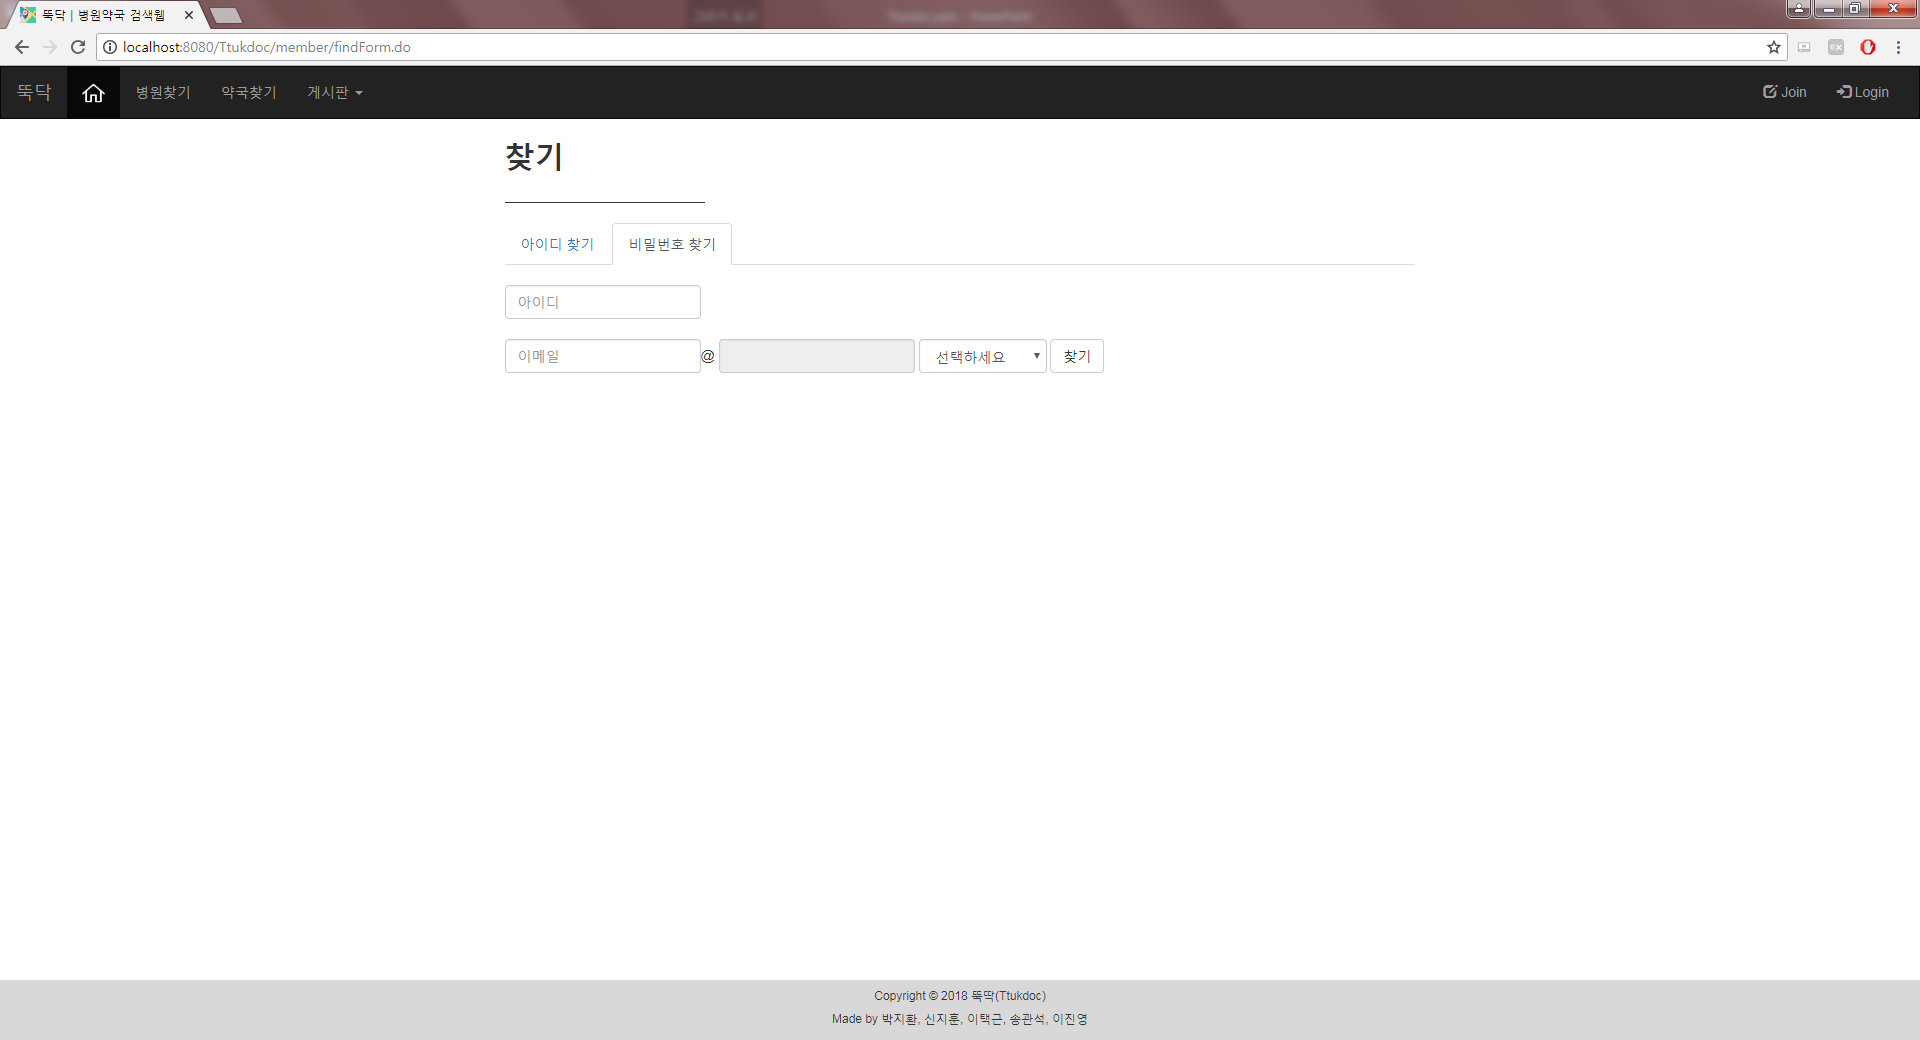 뚝닥 | 병원약국 검색웹
localhost:8080/Ttukdoc/member/findForm.do
뚝닥 병원찾기 약국찾기 게시판 Join Login
찾기
아이디 찾기 비밀번호 찾기
아이디
이메일 @ 선택하세요 찾기
Copyright © 2018 뚝딱(Ttukdoc)
Made by 박지환, 신지훈, 이택근, 송관석, 이진영